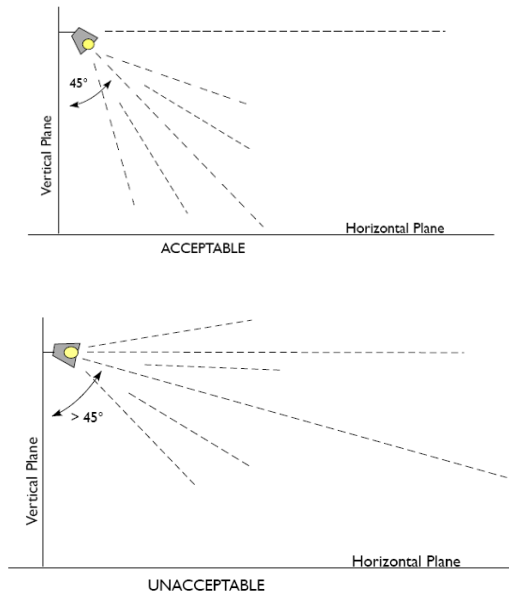 45°
Vertical Plane
Horizontal Plane
ACCEPTABLE
> 45°
Vertical Plane
Horizontal Plane
UNACCEPTABLE